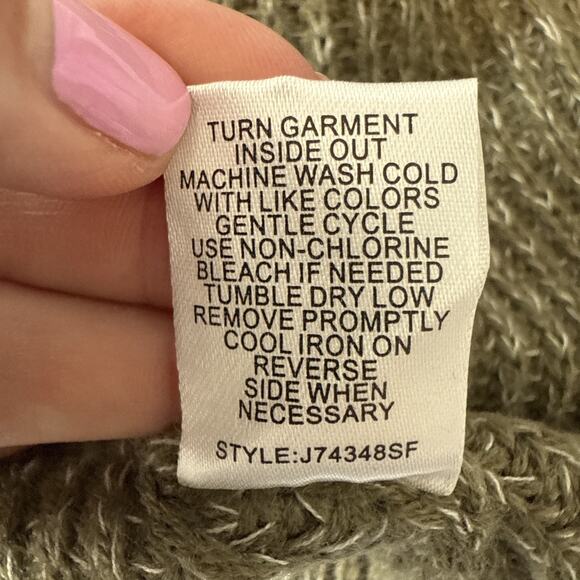 TURN GARMENT
INSIDE OUT
MACHINE WASH COLD
WITH LIKE COLORS
GENTLE CYCLE
USE NON-CHLORINE
BLEACH IF NEEDED
TUMBLE DRY LOW
REMOVE PROMPTLY
COOL IRON ON
REVERSE
SIDE WHEN
NECESSARY
STYLE:J74348SF